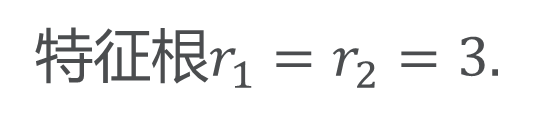 特征根r₁ = r₂ = 3.